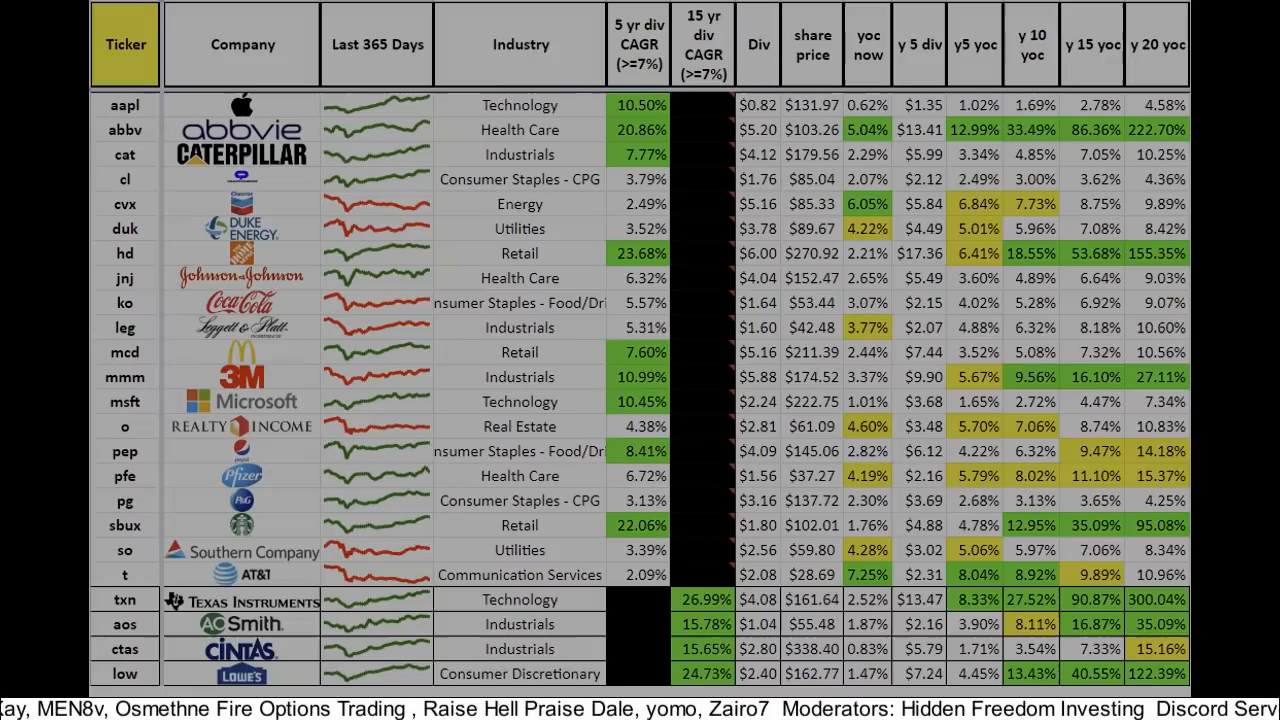 Ticker Company Last 365 Days Industry 5 yr div CAGR (>=7%) 15 yr div CAGR (>=7%) Div share price yoc now y 5 div y5 yoc y 10 yoc y 15 yoc y 20 yoc
aapl Technology 10.50% $0.82 $131.97 0.62% $1.35 1.02% 1.69% 2.78% 4.58%
abbv abbvie Health Care 20.86% $5.20 $103.26 5.04% $13.41 12.99% 33.49% 86.36% 222.70%
cat CATERPILLAR Industrials 7.77% $4.12 $179.56 2.29% $5.99 3.34% 4.85% 7.05% 10.25%
cl Consumer Staples - CPG 3.79% $1.76 $85.04 2.07% $2.12 2.49% 3.00% 3.62% 4.36%
cvx Chevron Energy 2.49% $5.16 $85.33 6.05% $5.84 6.84% 7.73% 8.75% 9.89%
duk DUKE ENERGY. Utilities 3.52% $3.78 $89.67 4.22% $4.49 5.01% 5.96% 7.08% 8.42%
hd Retail 23.68% $6.00 $270.92 2.21% $17.36 6.41% 18.55% 53.68% 155.35%
jnj Johnson & Johnson Health Care 6.32% $4.04 $152.47 2.65% $5.49 3.60% 4.89% 6.64% 9.03%
ko Coca-Cola nsumer Staples - Food/Dri 5.57% $1.64 $53.44 3.07% $2.15 4.02% 5.28% 6.92% 9.07%
leg Leggett & Platt Industrials 5.31% $1.60 $42.48 3.77% $2.07 4.88% 6.32% 8.18% 10.60%
mcd Retail 7.60% $5.16 $211.39 2.44% $7.44 3.52% 5.08% 7.32% 10.56%
mmm 3M Industrials 10.99% $5.88 $174.52 3.37% $9.90 5.67% 9.56% 16.10% 27.11%
msft Microsoft Technology 10.45% $2.24 $222.75 1.01% $3.68 1.65% 2.72% 4.47% 7.34%
o REALTY INCOME Real Estate 4.38% $2.81 $61.09 4.60% $3.48 5.70% 7.06% 8.74% 10.83%
pep pepsi nsumer Staples - Food/Dri 8.41% $4.09 $145.06 2.82% $6.12 4.22% 6.32% 9.47% 14.18%
pfe Pfizer Health Care 6.72% $1.56 $37.27 4.19% $2.16 5.79% 8.02% 11.10% 15.37%
pg P&G Consumer Staples - CPG 3.13% $3.16 $137.72 2.30% $3.69 2.68% 3.13% 3.65% 4.25%
sbux Retail 22.06% $1.80 $102.01 1.76% $4.88 4.78% 12.95% 35.09% 95.08%
so Southern Company Utilities 3.39% $2.56 $59.80 4.28% $3.02 5.06% 5.97% 7.06% 8.34%
t AT&T Communication Services 2.09% $2.08 $28.69 7.25% $2.31 8.04% 8.92% 9.89% 10.96%
txn TEXAS INSTRUMENTS Technology 26.99% $4.08 $161.64 2.52% $13.47 8.33% 27.52% 90.87% 300.04%
aos AO Smith. Industrials 15.78% $1.04 $55.48 1.87% $2.16 3.90% 8.11% 16.87% 35.09%
ctas CINTAS. Industrials 15.65% $2.80 $338.40 0.83% $5.79 1.71% 3.54% 7.33% 15.16%
low LOWE'S Consumer Discretionary 24.73% $2.40 $162.77 1.47% $7.24 4.45% 13.43% 40.55% 122.39%
Kay, MEN8v, Osmethne Fire Options Trading , Raise Hell Praise Dale, yomo, Zairo7 Moderators: Hidden Freedom Investing Discord Serv